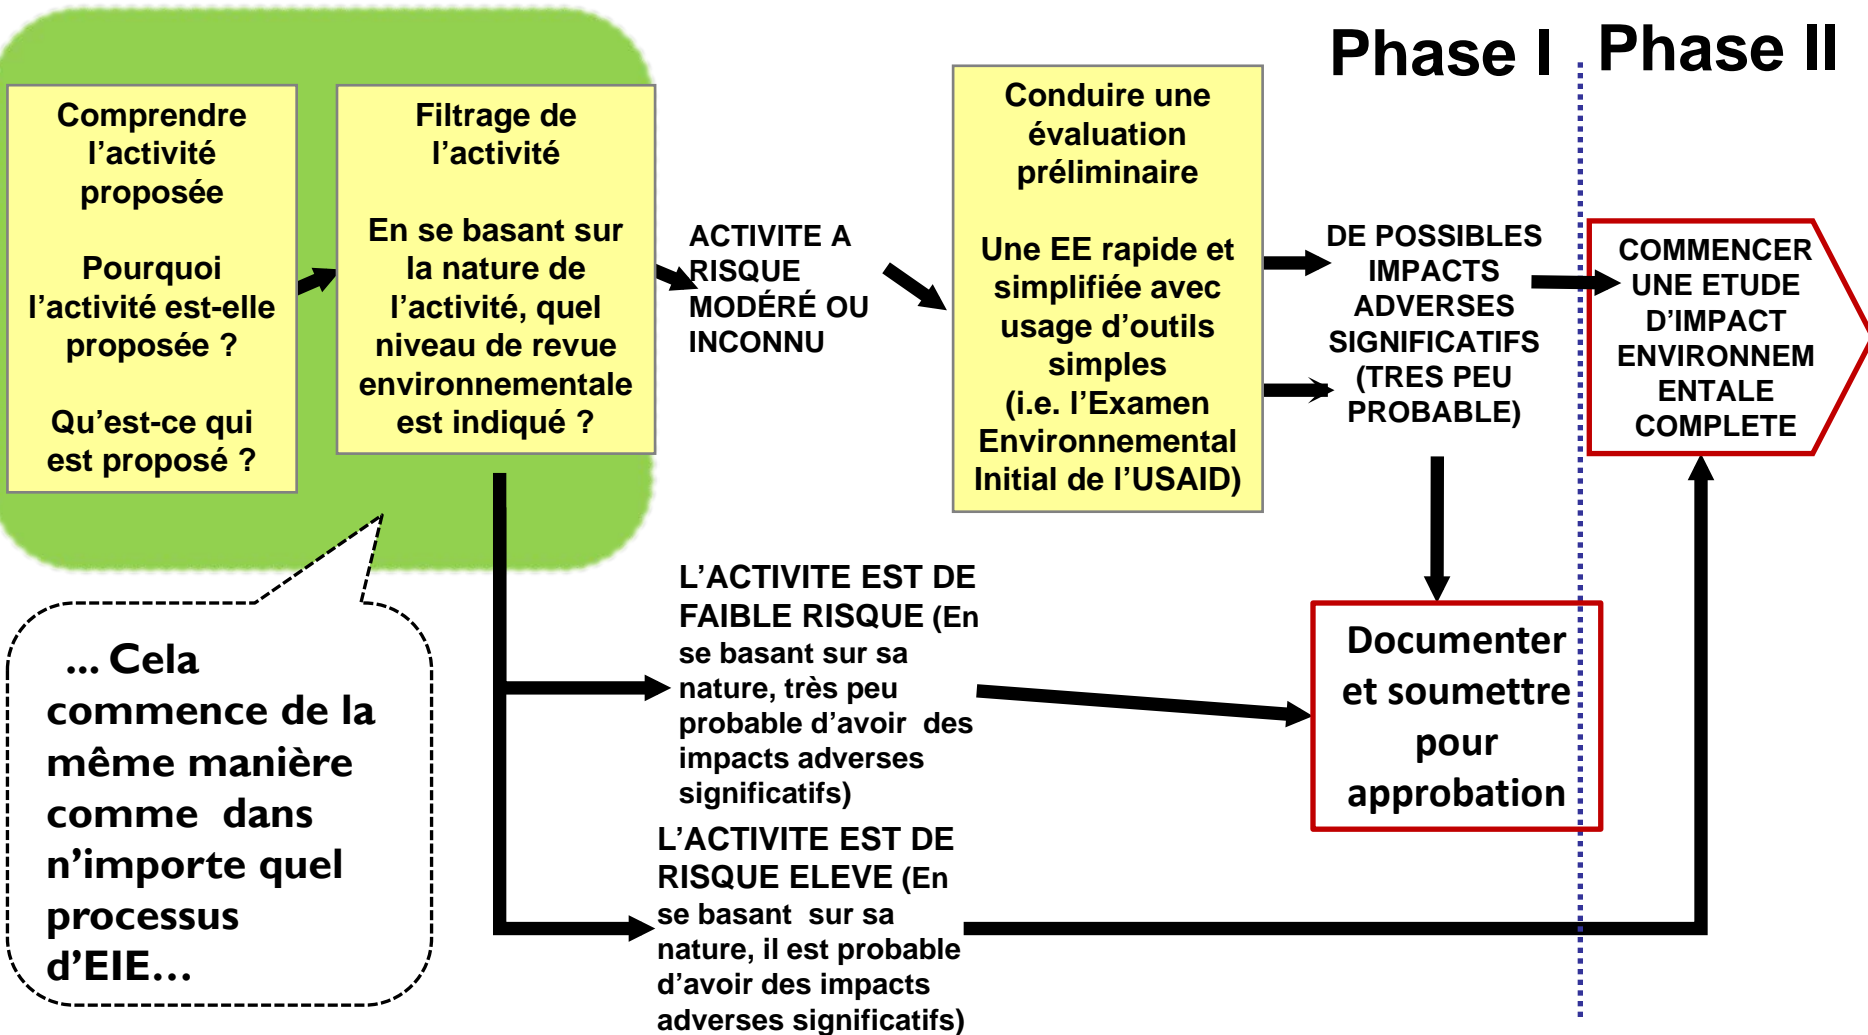 Phase I
Phase II
Comprendre
l’activité
proposée
Pourquoi
l’activité est-elle
proposée ?
Qu’est-ce qui
est proposé ?
Filtrage de
l’activité
En se basant sur
la nature de
l’activité, quel
niveau de revue
environnementale
est indiqué ?
ACTIVITE A
RISQUE
MODÉRÉ OU
INCONNU
Conduire une
évaluation
préliminaire
Une EE rapide et
simplifiée avec
usage d’outils
simples
(i.e. l’Examen
Environnemental
Initial de l’USAID)
DE POSSIBLES
IMPACTS
ADVERSES
SIGNIFICATIFS
(TRES PEU
PROBABLE)
COMMENCER
UNE ETUDE
D’IMPACT
ENVIRONNEM
ENTALE
COMPLETE
... Cela
commence de la
même manière
comme dans
n’importe quel
processus
d’EIE…
L’ACTIVITE EST DE
FAIBLE RISQUE (En
se basant sur sa
nature, très peu
probable d’avoir des
impacts adverses
significatifs)
Documenter
et soumettre
pour
approbation
L’ACTIVITE EST DE
RISQUE ELEVE (En
se basant sur sa
nature, il est probable
d’avoir des impacts
adverses significatifs)